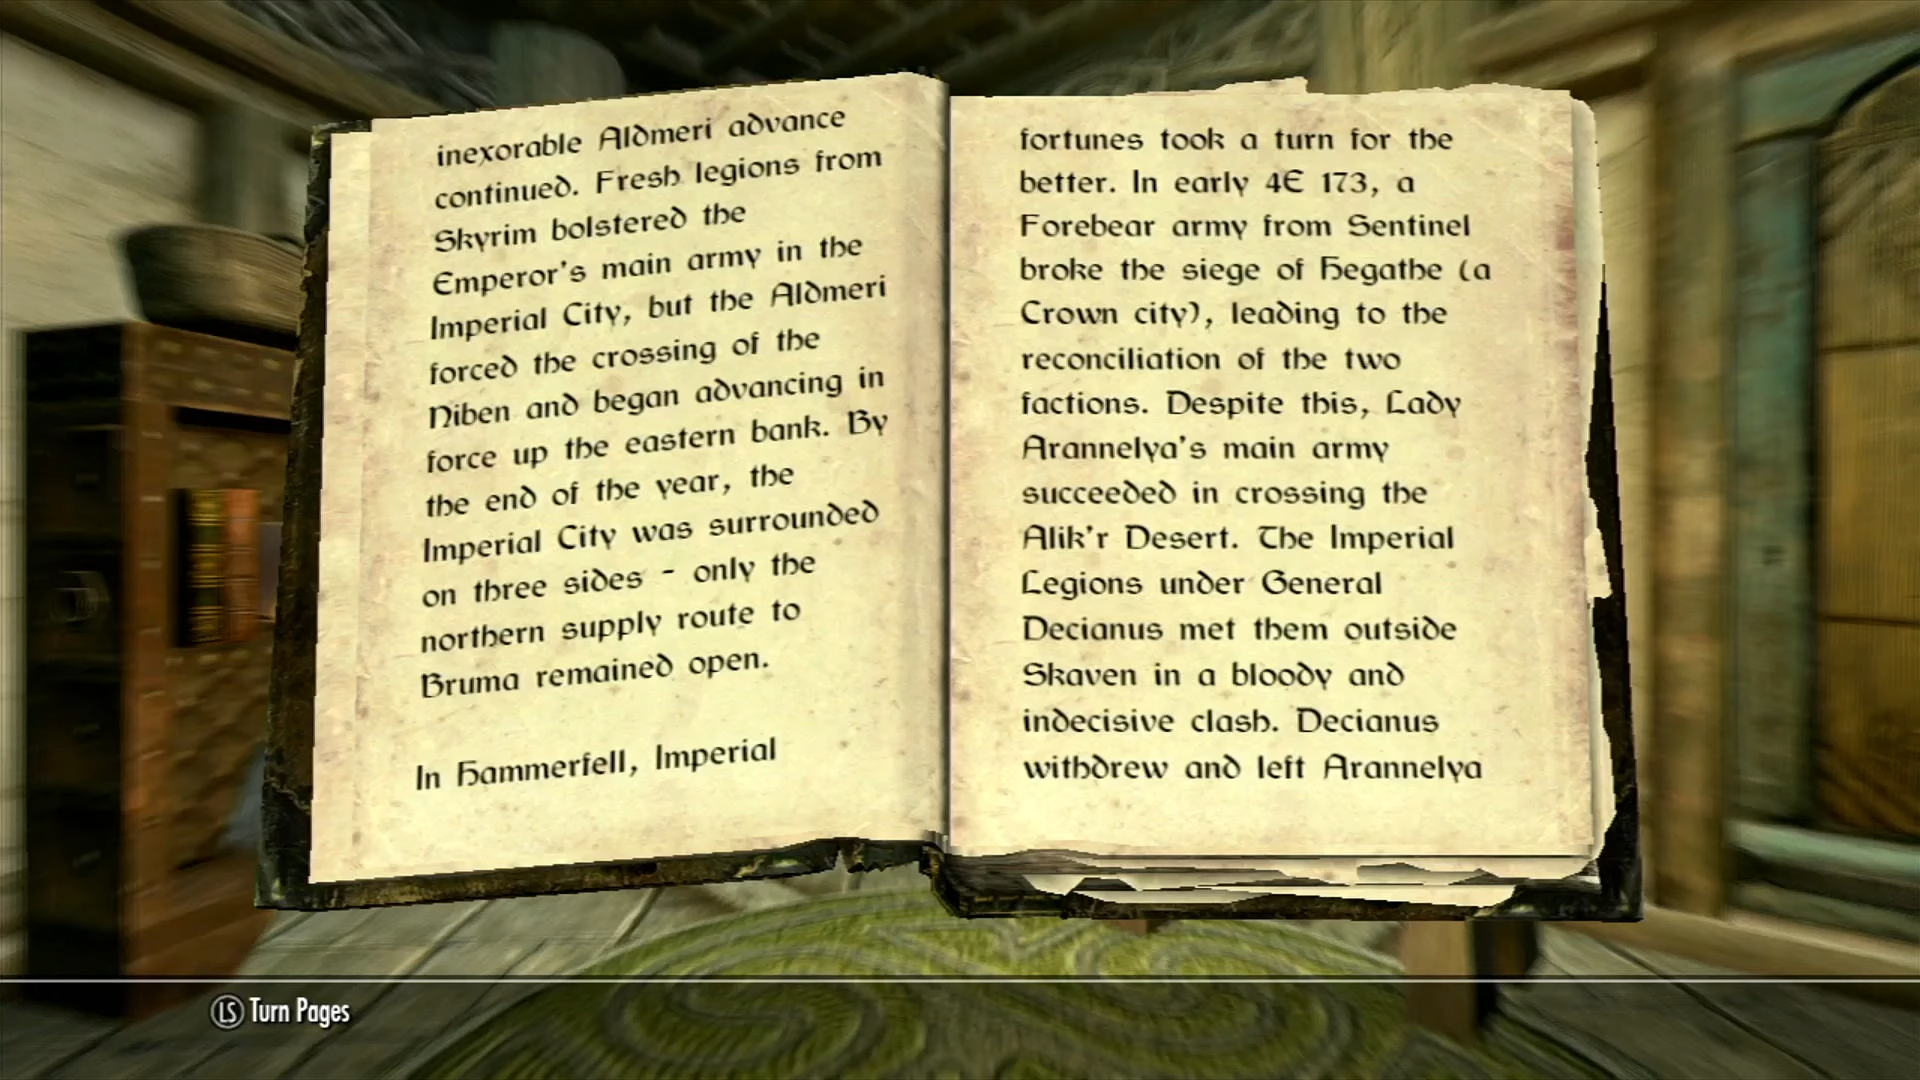 inexorable Aldmeri advance
continued. Fresh legions from
Skyrim bolstered the
Emperor's main army in the
Imperial City, but the Aldmeri
forced the crossing of the
Niben and began advancing in
force up the eastern bank. By
the end of the year, the
Imperial City was surrounded
on three sides - only the
northern supply route to
Bruma remained open.
In Hammerfell, Imperial
fortunes took a turn for the
better. In early 4E 173, a
Forebear army from Sentinel
broke the siege of Hegathe (a
Crown city), leading to the
reconciliation of the two
factions. Despite this, Lady
Arannelya's main army
succeeded in crossing the
Alik'r Desert. The Imperial
Legions under General
Decianus met them outside
Skaven in a bloody and
indecisive clash. Decianus
withdrew and left Arannelya
LS Turn Pages